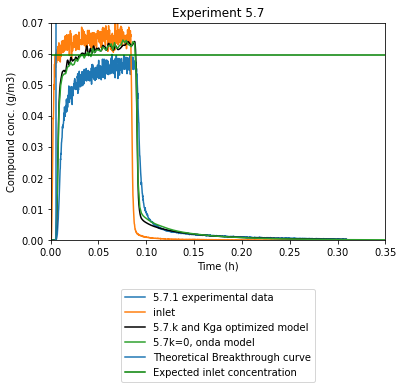 Experiment 5.7
Compound conc. (g/m3)
0.07
0.06
0.05
0.04
0.03
0.02
0.01
0.00
0.00 0.05 0.10 0.15 0.20 0.25 0.30 0.35
Time (h)
5.7.1 experimental data
inlet
5.7.k and Kga optimized model
5.7k=0, onda model
Theoretical Breakthrough curve
Expected inlet concentration